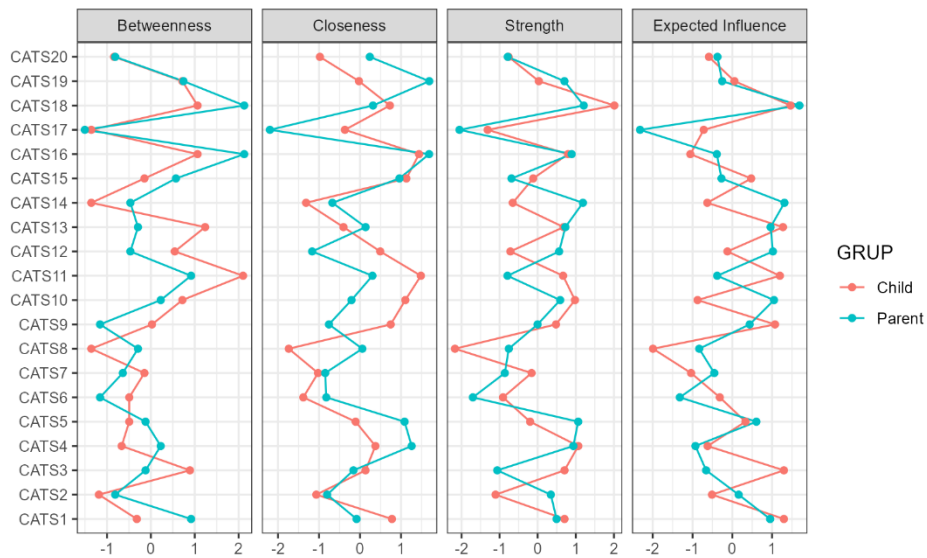 Betweenness Closeness Strength Expected Influence
CATS20
CATS19
CATS18
CATS17
CATS16
CATS15
CATS14
CATS13
CATS12
CATS11
CATS10
CATS9
CATS8
CATS7
CATS6
CATS5
CATS4
CATS3
CATS2
CATS1
-1 0 1 2 -2 -1 0 1 -2 -1 0 1 2 -2 -1 0 1
GRUP
Child
Parent